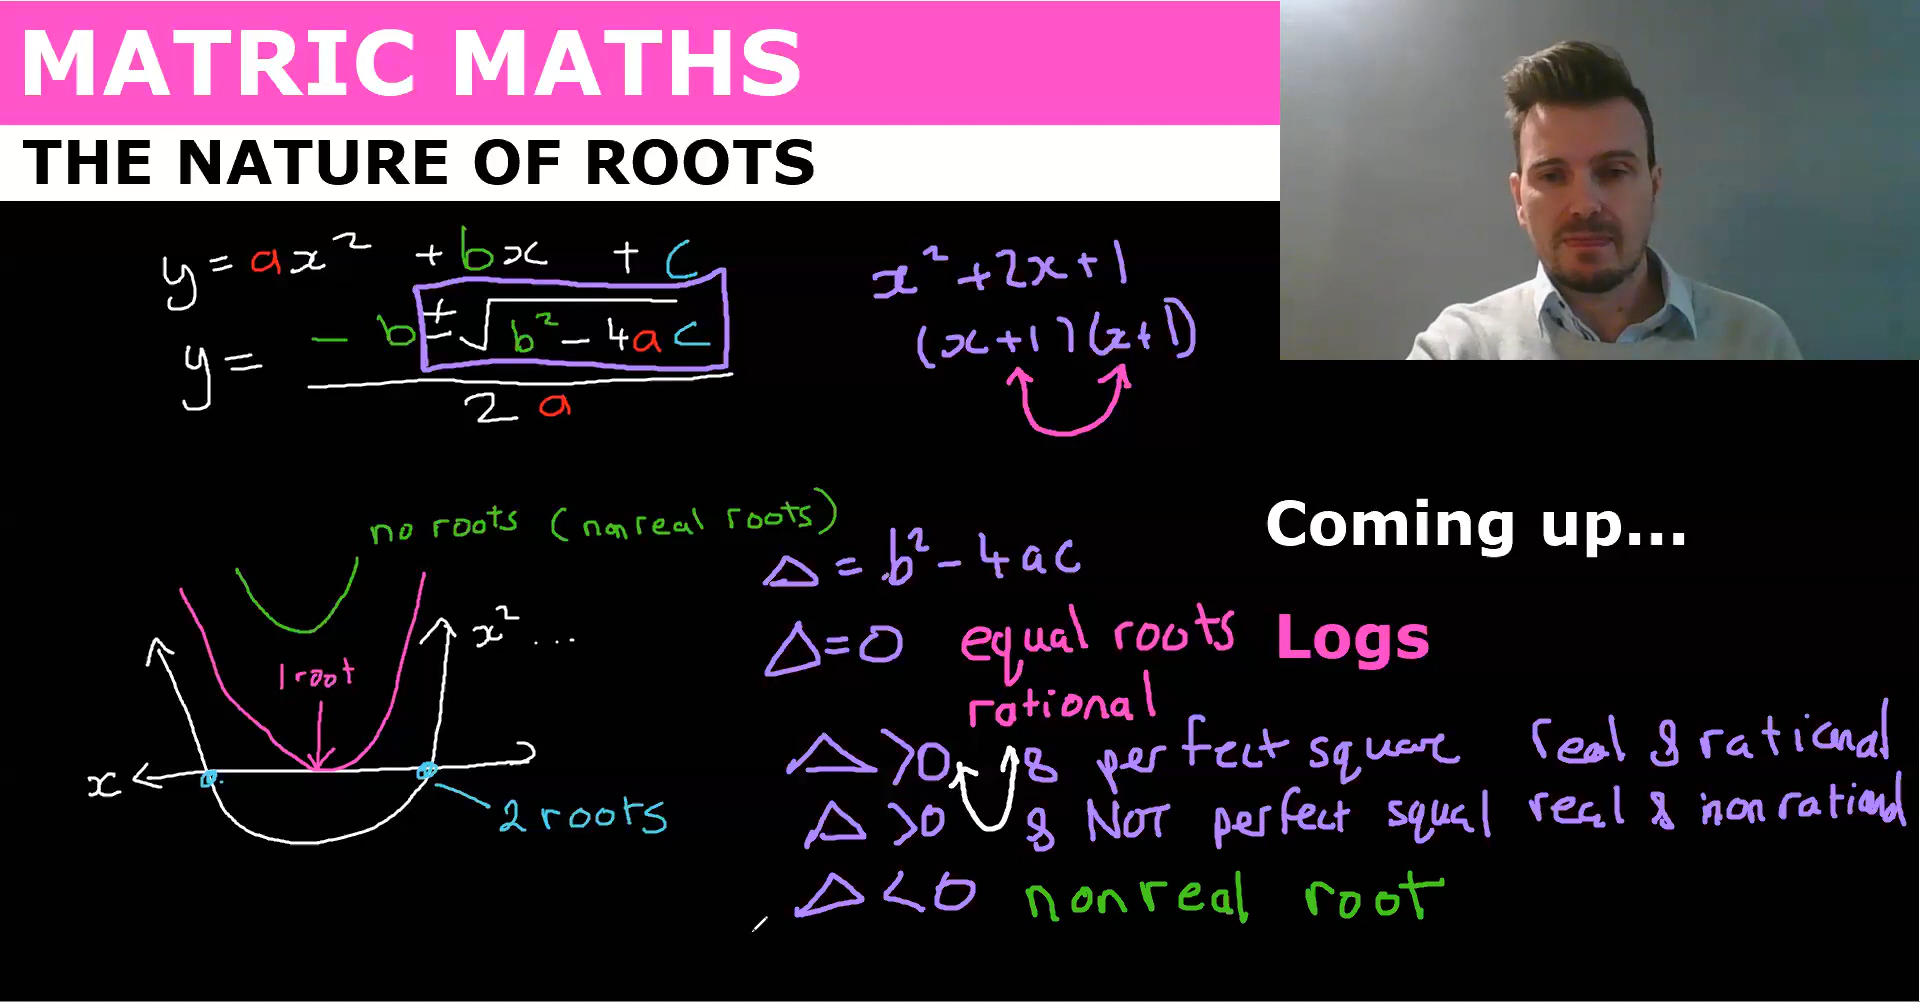 MATRIC MATHS
THE NATURE OF ROOTS
y = ax² + bx + c
y = -b ± √b² - 4ac
2a
x² + 2x + 1
(x+1)(x+1)
no roots (nonreal roots)
x² ...
1 root
x
2 roots
Δ = b² - 4ac
Δ = 0 equal roots
rational
Δ > 0 & perfect square real & rational
Δ > 0 & NOT perfect squal real & nonrational
Δ < 0 nonreal root
Coming up...
Logs